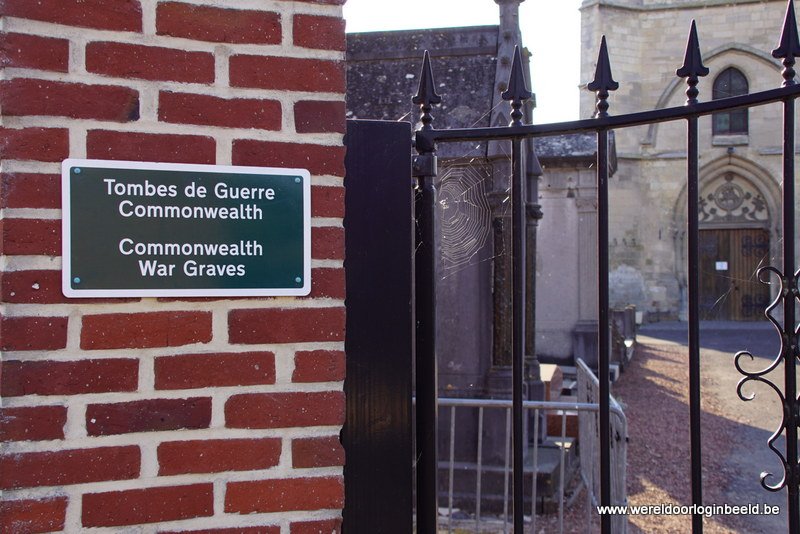 Tombes de Guerre
Commonwealth
Commonwealth
War Graves
www.wereldoorloginbeeld.be